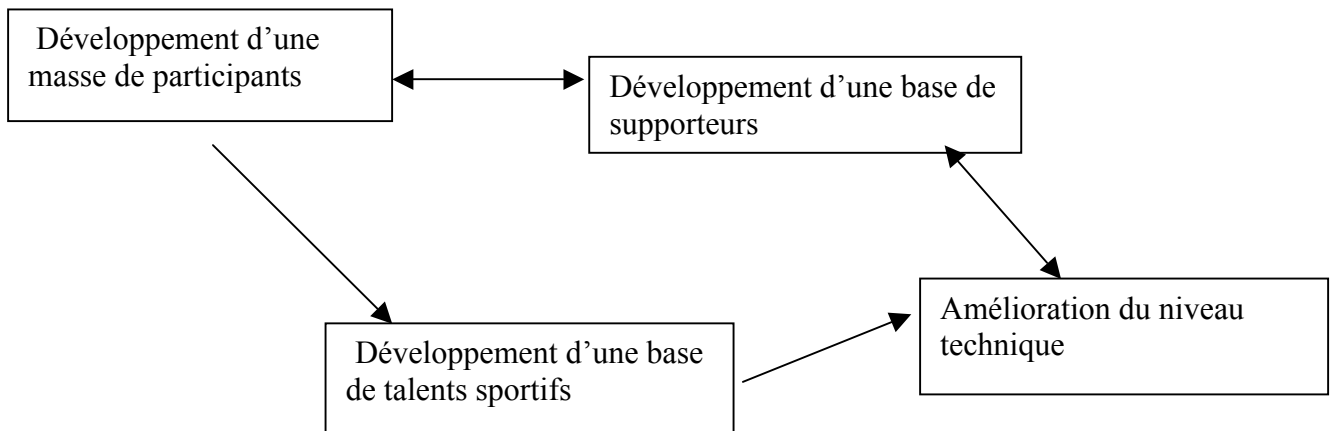 Développement d’une
masse de participants
Développement d’une base de
supporteurs
Amélioration du niveau
technique
Développement d’une base
de talents sportifs